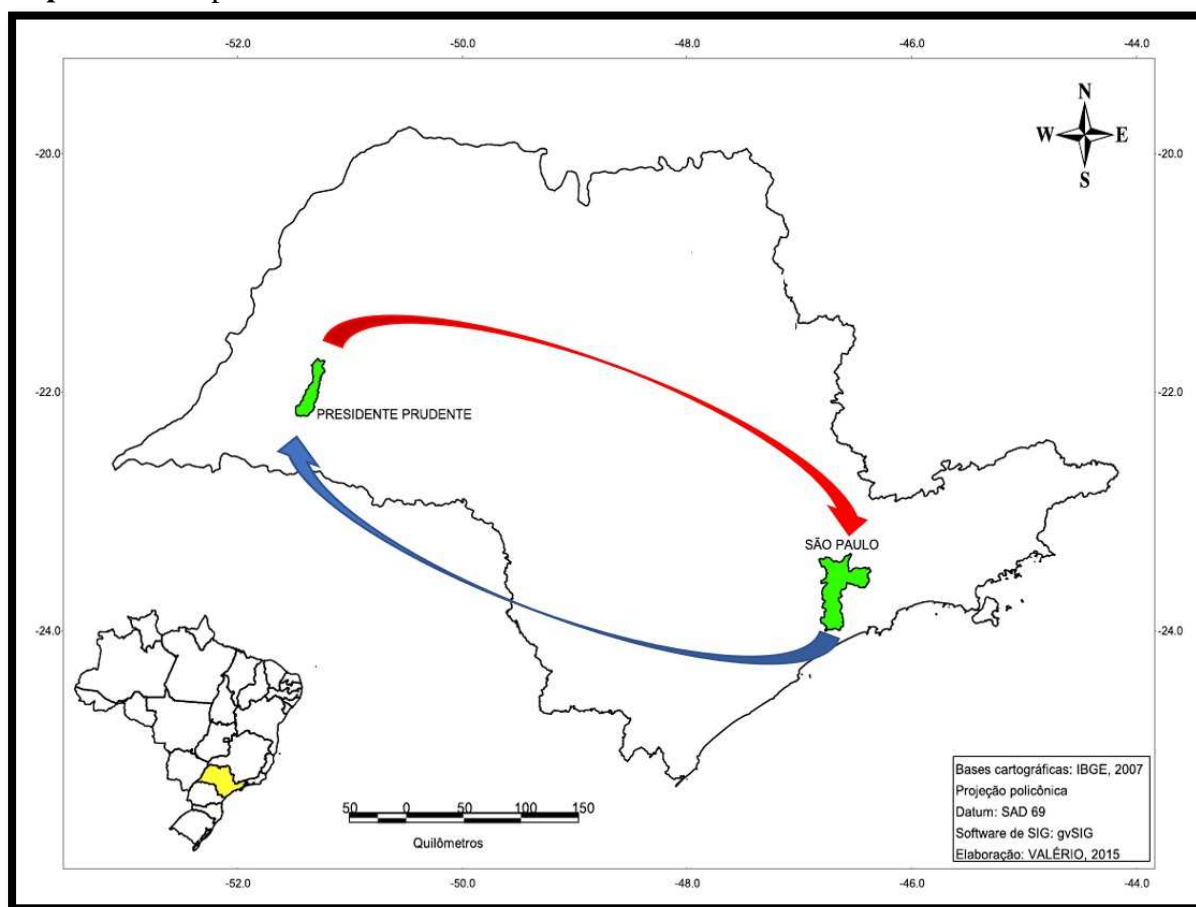 -52.0 -50.0 -48.0 -46.0 -44.0
N
W E
S
-20.0 -20.0
-22.0 -22.0
PRESIDENTE PRUDENTE
SÃO PAULO
-24.0 -24.0
50 0 50 100 150
Quilômetros
Bases cartográficas: IBGE, 2007
Projeção policônica
Datum: SAD 69
Software de SIG: gvSIG
Elaboração: VALÉRIO, 2015
-52.0 -50.0 -48.0 -46.0 -44.0